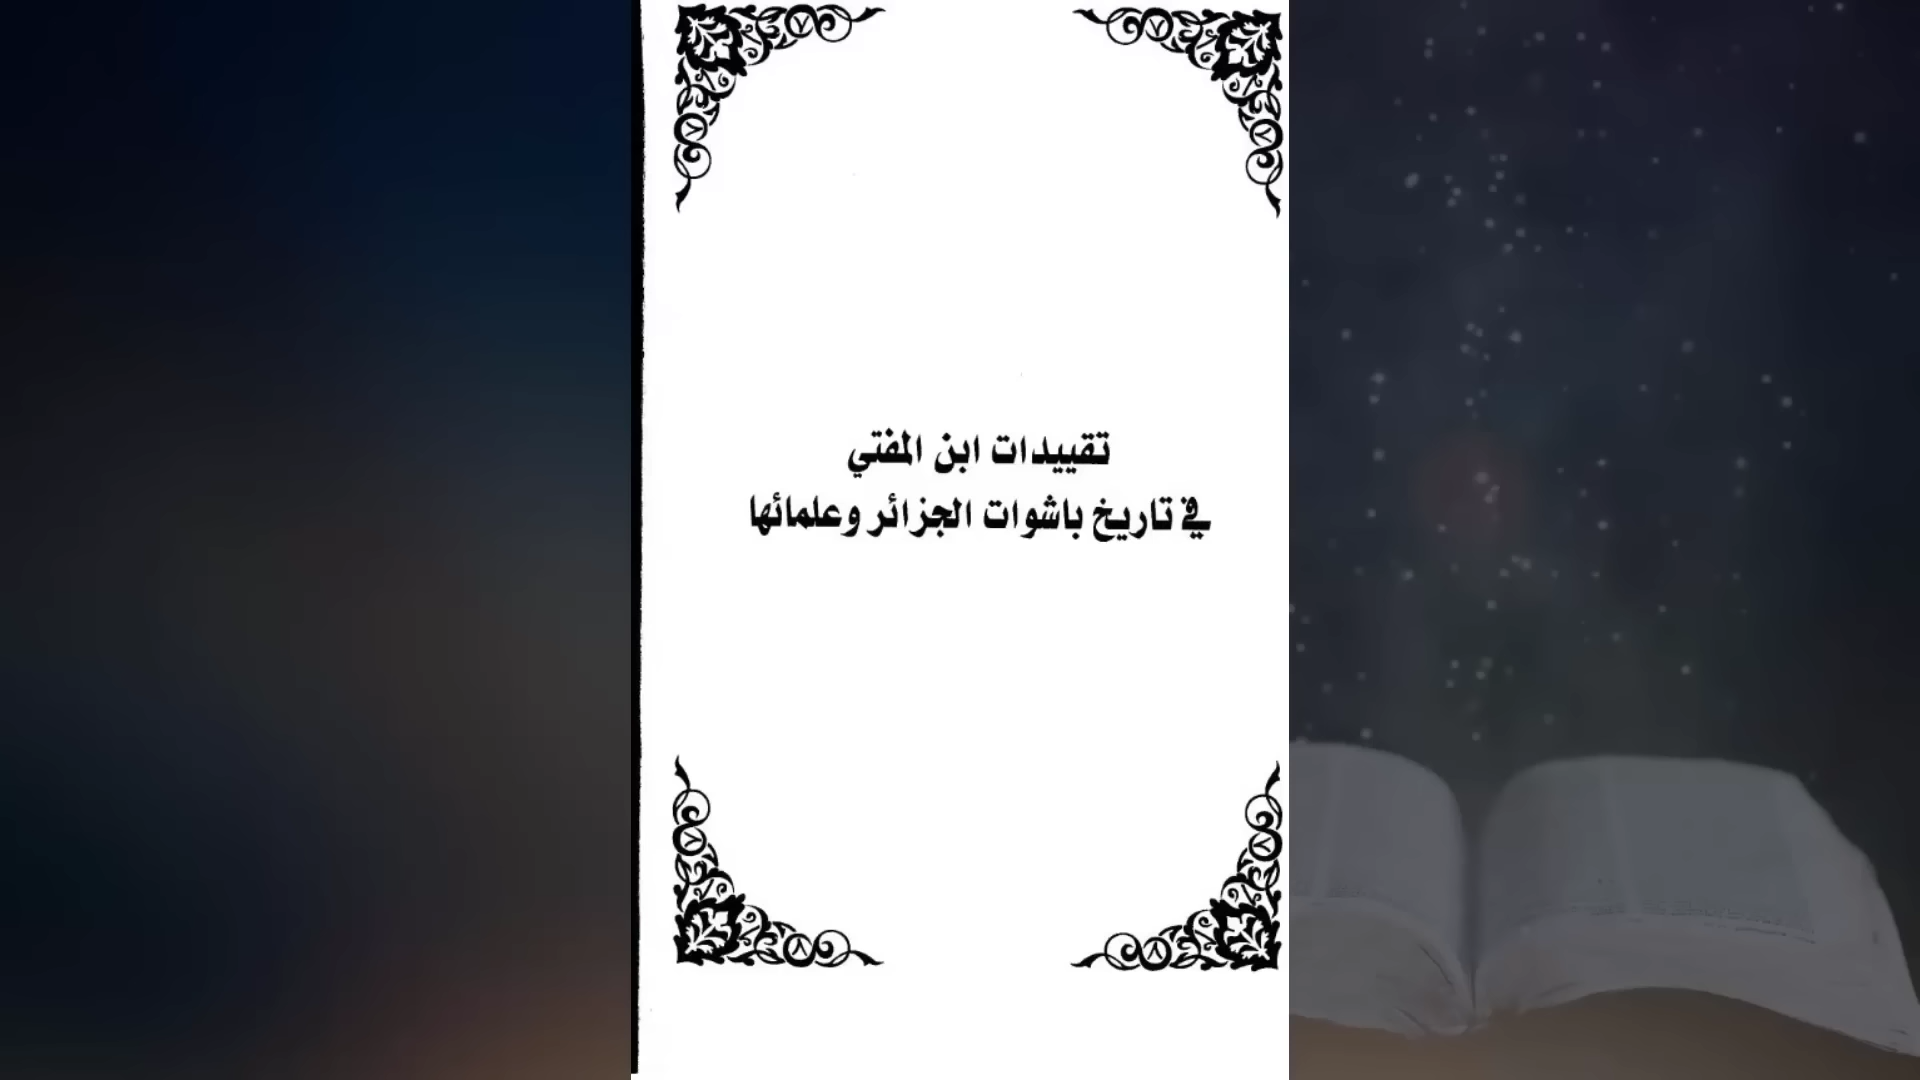 تقييدات ابن المفتي
في تاريخ باشوات الجزائر وعلمائها